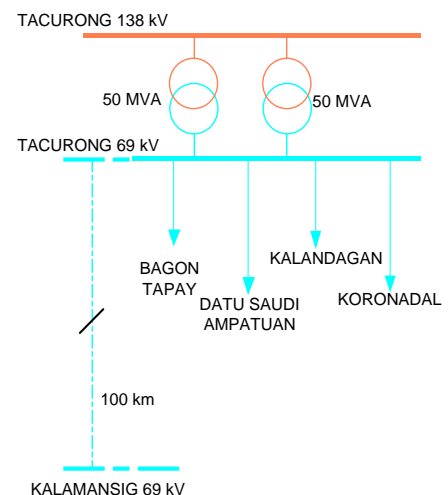 TACURONG 138 kV
50 MVA
50 MVA
TACURONG 69 kV
BAGON
TAPAY
DATU SAUDI
AMPATUAN
KALANDAGAN
KORONADAL
100 km
KALAMANSIG 69 kV